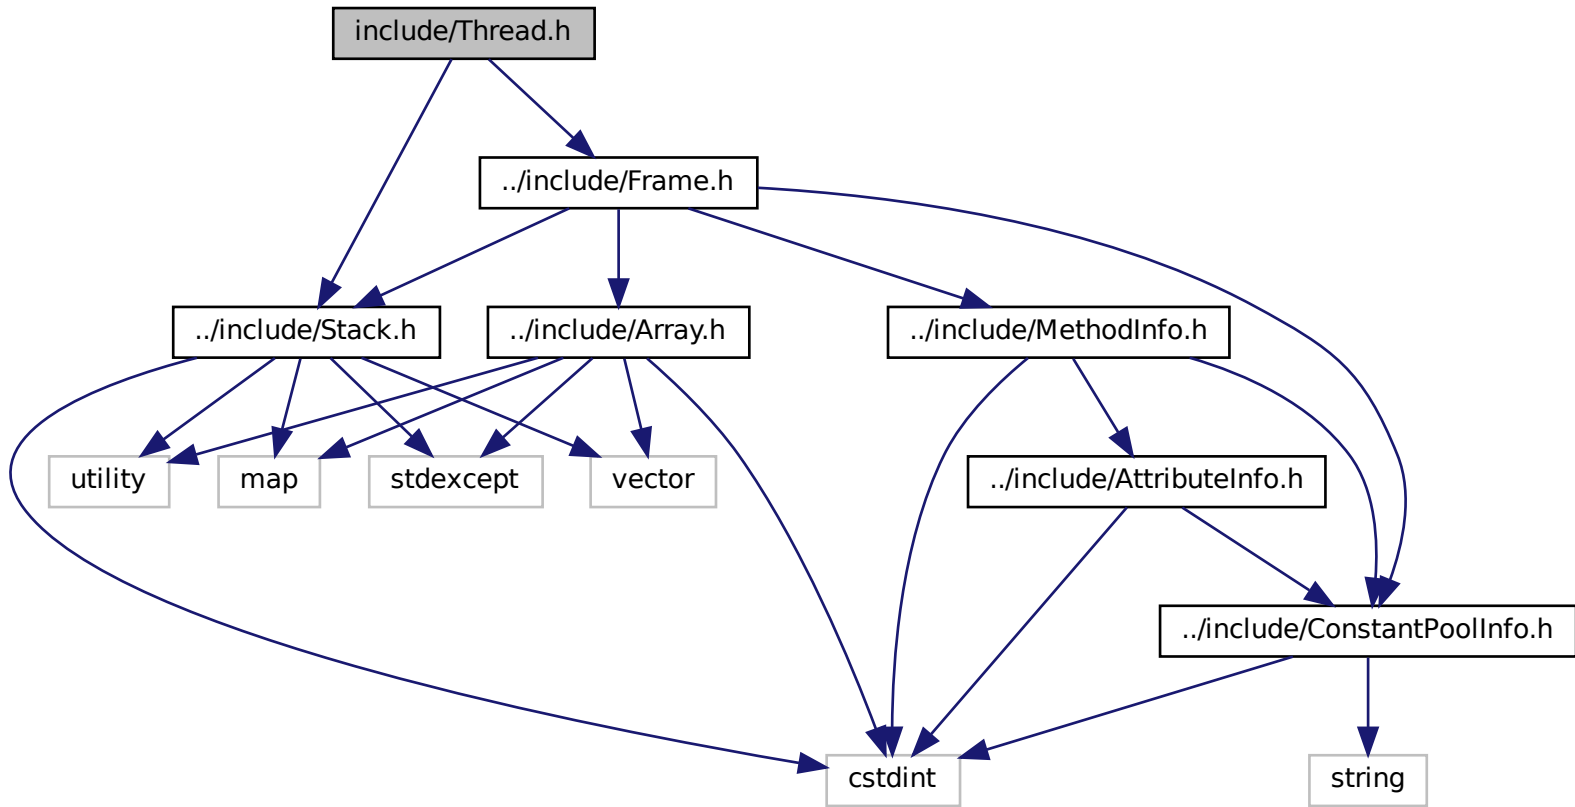 include/Thread.h
../include/Frame.h
../include/Stack.h
../include/Array.h
../include/MethodInfo.h
utility
map
stdexcept
vector
../include/AttributeInfo.h
../include/ConstantPoolInfo.h
cstdint
string